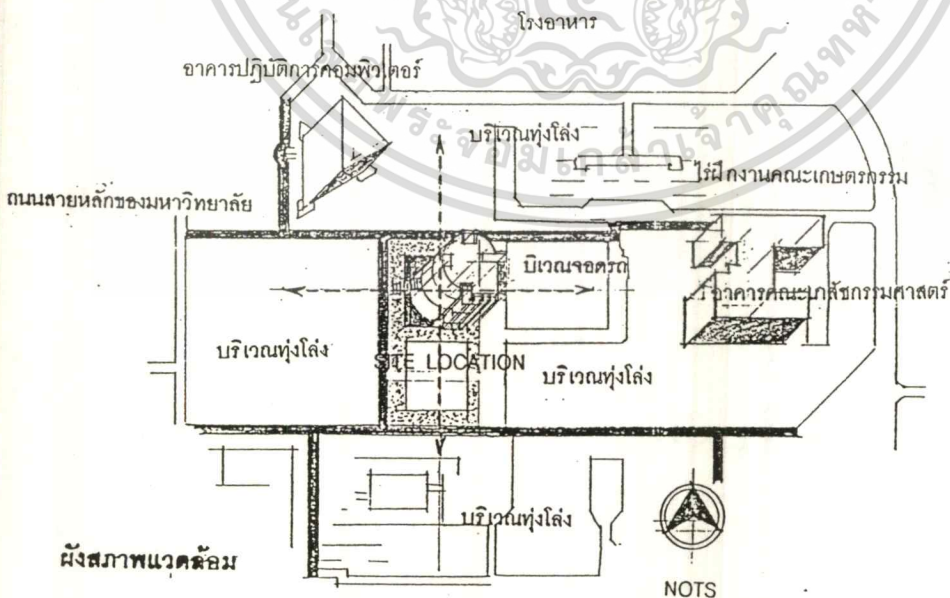 โรงอาหาร
อาคารปฏิบัติการคอมพิวเตอร์
บริเวณทุ่งโล่ง
ไร่ฝึกงานคณะเกษตรกรรม
ถนนสายหลักของมหาวิทยาลัย
บิเวณจอดรถ
อาคารคณะเภสัชกรรมศาสตร์
บริเวณทุ่งโล่ง
SITE LOCATION
บริเวณทุ่งโล่ง
บริเวณทุ่งโล่ง
ผังสภาพแวดล้อม
NOTS